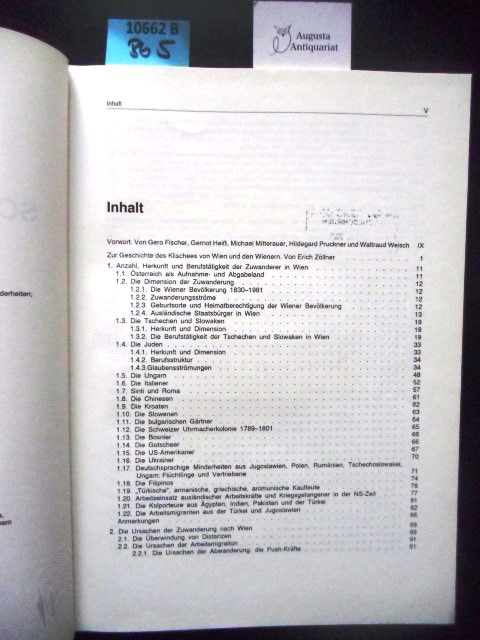 10662 B
Bo 5
Augusta
Antiquariat
Inhalt
V
Inhalt
Vorwort. Von Gero Fischer, Gernot Heiß, Michael Mitterauer, Hildegard Pruckner und Waltraud Weisch IX
Zur Geschichte des Klischees von Wien und den Wienern. Von Erich Zöllner 1
1. Anzahl, Herkunft und Berufstätigkeit der Zuwanderer in Wien 11
1.1. Österreich als Aufnahme- und Abgabeland 11
1.2. Die Dimension der Zuwanderung 12
1.2.1. Die Wiener Bevölkerung 1830–1981 12
1.2.2. Zuwanderungsströme 12
1.2.3. Geburtsorte und Heimatberechtigung der Wiener Bevölkerung 12
1.2.4. Ausländische Staatsbürger in Wien 13
1.3. Die Tschechen und Slowaken 18
1.3.1. Herkunft und Dimension 18
1.3.2. Die Berufstätigkeit der Tschechen und Slowaken in Wien 19
1.4. Die Juden 33
1.4.1. Herkunft und Dimension 33
1.4.2. Berufsstruktur 34
1.4.3.Glaubensströmungen 34
1.5. Die Ungarn 48
1.6. Die Italiener 52
1.7. Sinti und Roma 57
1.8. Die Chinesen 61
1.9. Die Kroaten 62
1.10. Die Slowenen 63
1.11. Die bulgarischen Gärtner 64
1.12. Die Schweizer Uhrmacherkolonie 1789–1801 65
1.13. Die Bosnier 66
1.14. Die Gotscheer 66
1.15. Die US-Amerikaner 67
1.16. Die Ukrainer 70
1.17. Deutschsprachige Minderheiten aus Jugoslawien, Polen, Rumänien, Tschechoslowakei,
Ungarn: Flüchtlinge und Vertriebene 71
1.18. Die Filipinos 74
1.19. „Türkische“, armenische, griechische, aromunische Kaufleute 76
1.20. Arbeitseinsatz ausländischer Arbeitskräfte und Kriegsgefangener in der NS-Zeit 77
1.21. Die Kolporteure aus Ägypten, Indien, Pakistan und der Türkei 81
1.22. Die Arbeitsmigranten aus der Türkei und Jugoslawien 82
Anmerkungen 86
2. Die Ursachen der Zuwanderung nach Wien 89
2.1. Die Überwindung von Distanzen 89
2.2. Die Ursachen der Arbeitsmigration 91
2.2.1. Die Ursachen der Abwanderung: die Push-Kräfte 91